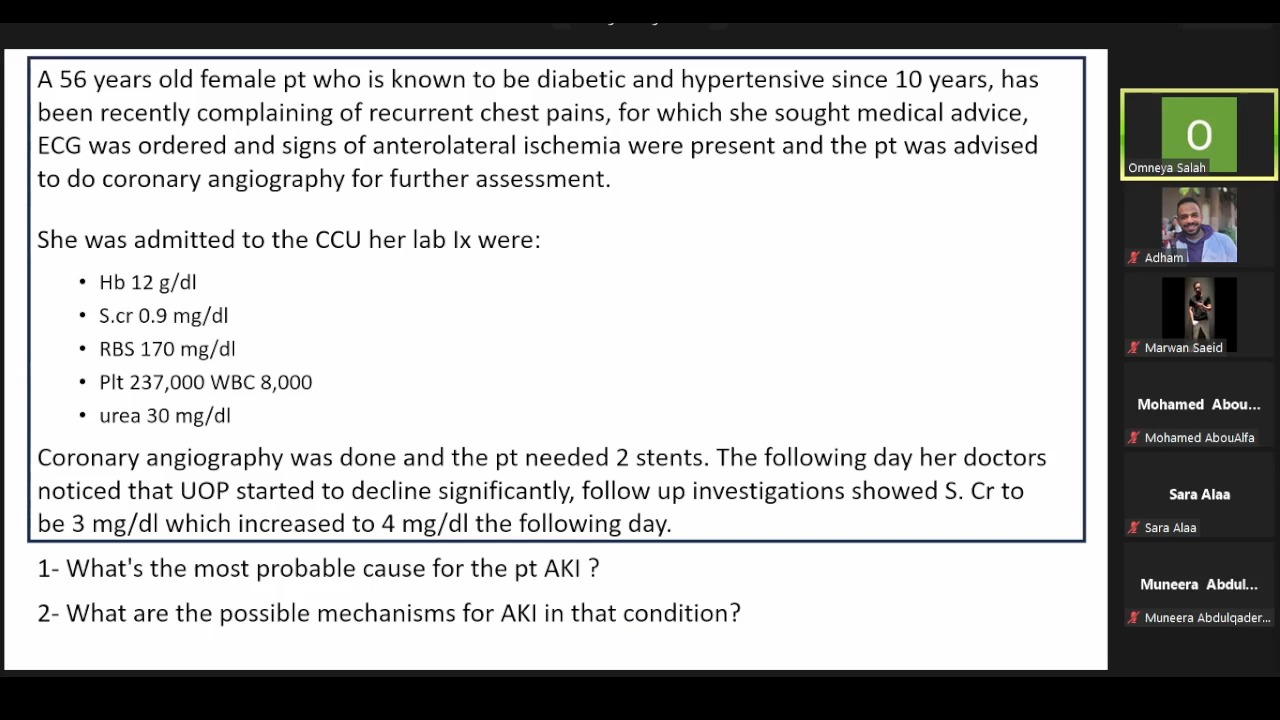 A 56 years old female pt who is known to be diabetic and hypertensive since 10 years, has
been recently complaining of recurrent chest pains, for which she sought medical advice,
ECG was ordered and signs of anterolateral ischemia were present and the pt was advised
to do coronary angiography for further assessment.
She was admitted to the CCU her lab Ix were:
• Hb 12 g/dl
• S.cr 0.9 mg/dl
• RBS 170 mg/dl
• Plt 237,000 WBC 8,000
• urea 30 mg/dl
Coronary angiography was done and the pt needed 2 stents. The following day her doctors
noticed that UOP started to decline significantly, follow up investigations showed S. Cr to
be 3 mg/dl which increased to 4 mg/dl the following day.
1- What's the most probable cause for the pt AKI ?
2- What are the possible mechanisms for AKI in that condition?
O
Omneya Salah
Adham
Marwan Saeid
Mohamed Abou...
Mohamed AbouAlfa
Sara Alaa
Sara Alaa
Muneera Abdul...
Muneera Abdulqader...